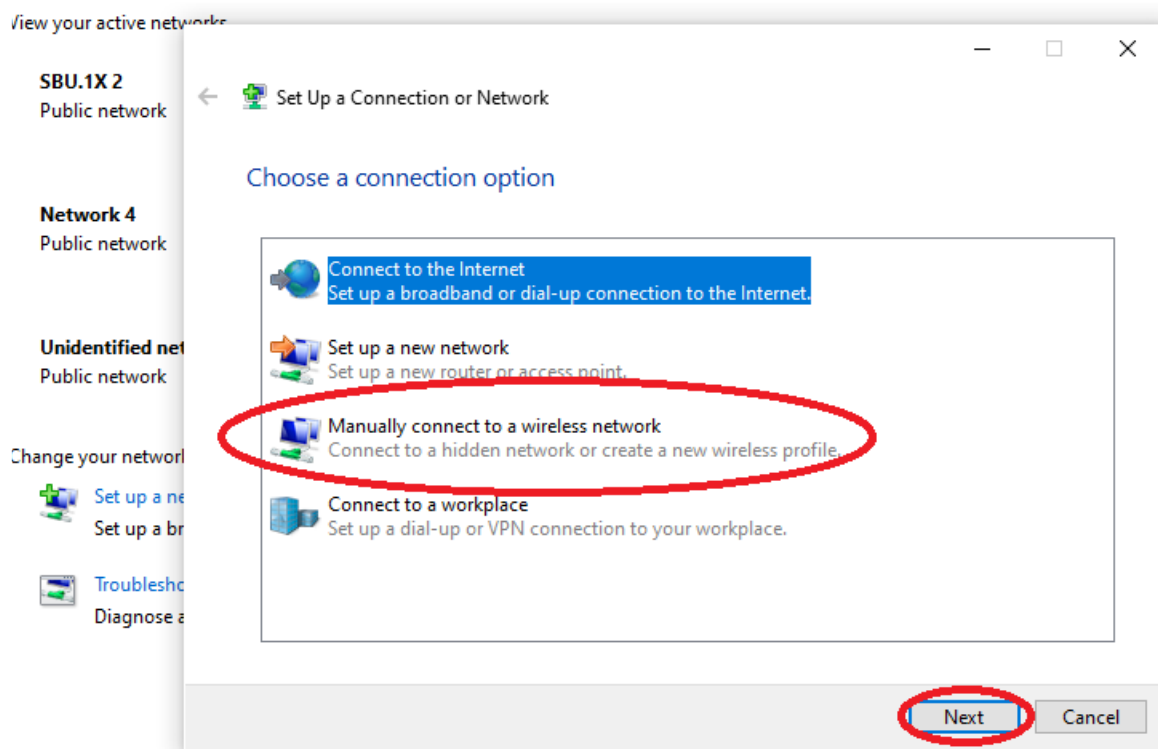 View your active networks
SBU.1X 2
Public network
Network 4
Public network
Unidentified net
Public network
Change your networ
Set up a ne
Set up a br
Troublesho
Diagnose a
Set Up a Connection or Network
Choose a connection option
Connect to the Internet
Set up a broadband or dial-up connection to the Internet.
Set up a new network
Set up a new router or access point.
Manually connect to a wireless network
Connect to a hidden network or create a new wireless profile.
Connect to a workplace
Set up a dial-up or VPN connection to your workplace.
Next
Cancel